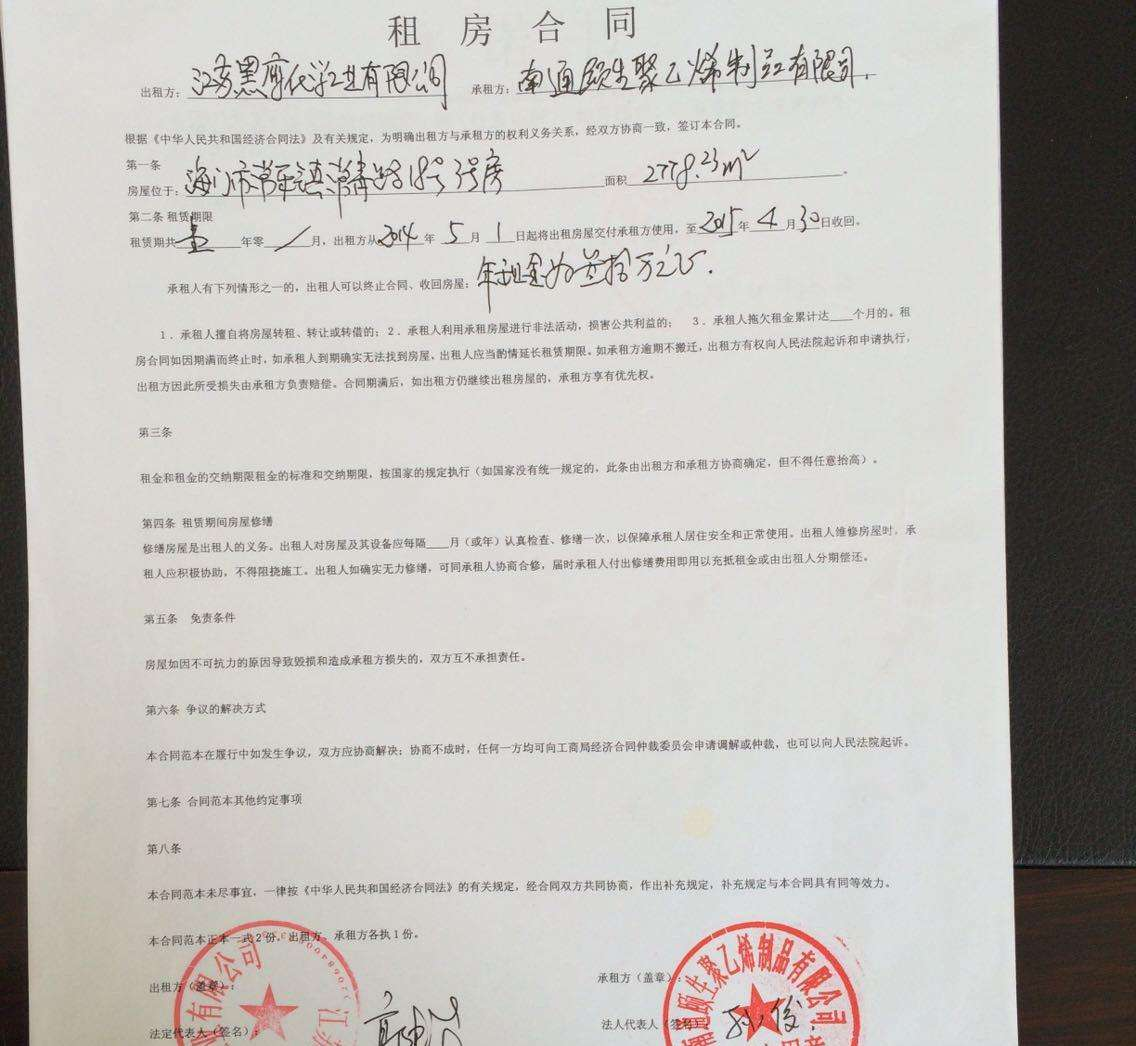 租房合同
出租方：江苏黑 化学工业有限公司 承租方：南通颐生聚乙烯制品有限公司.
根据《中华人民共和国经济合同法》及有关规定，为明确出租方与承租方的权利义务关系，经双方协商一致，签订本合同。
第一条
房屋位于：海门市常乐镇常青路18号3号房 面积 2778.23m²。
第二条 租赁期限
租赁期共壹年零/月，出租方从2014年5月1日起将出租房屋交付承租方使用，至2015年4月30日收回。
承租人有下列情形之一的，出租人可以终止合同、收回房屋：年租金为叁拾万元.
1．承租人擅自将房屋转租、转让或转借的；2．承租人利用承租房屋进行非法活动，损害公共利益的； 3．承租人拖欠租金累计达____个月的。租
房合同如因期满而终止时，如承租人到期确实无法找到房屋，出租人应当酌情延长租赁期限。如承租方逾期不搬迁，出租方有权向人民法院起诉和申请执行，
出租方因此所受损失由承租方负责赔偿。合同期满后，如出租方仍继续出租房屋的，承租方享有优先权。
第三条
租金和租金的交纳期限租金的标准和交纳期限，按国家的规定执行（如国家没有统一规定的，此条由出租方和承租方协商确定，但不得任意抬高）。
第四条 租赁期间房屋修缮
修缮房屋是出租人的义务。出租人对房屋及其设备应每隔____月（或年）认真检查、修缮一次，以保障承租人居住安全和正常使用。出租人维修房屋时，承
租人应积极协助，不得阻挠施工。出租人如确实无力修缮，可同承租人协商合修，届时承租人付出修缮费用即用以充抵租金或由出租人分期偿还。
第五条 免责条件
房屋如因不可抗力的原因导致毁损和造成承租方损失的，双方互不承担责任。
第六条 争议的解决方式
本合同范本在履行中如发生争议，双方应协商解决；协商不成时，任何一方均可向工商局经济合同仲裁委员会申请调解或仲裁，也可以向人民法院起诉。
第七条 合同范本其他约定事项
第八条
本合同范本未尽事宜，一律按《中华人民共和国经济合同法》的有关规定，经合同双方共同协商，作出补充规定，补充规定与本合同具有同等效力。
本合同范本正本一式2份，出租方、承租方各执1份。
出租方（盖章）： 承租方（盖章）：
法定代表人（签名）： 法人代表人（签名） 孙俊
业有限公司 江苏
南通颐生聚乙烯制品有限公司